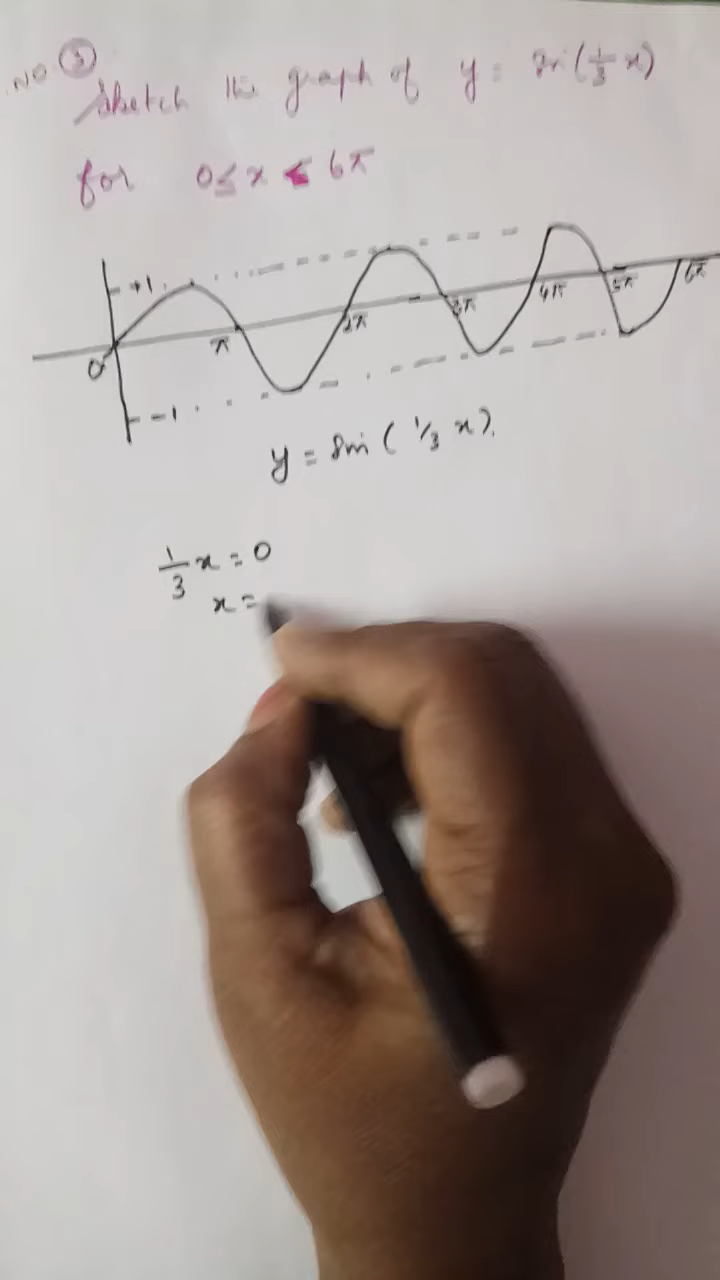 NO ③
Sketch the graph of y = sin(1/3 x)
for 0 ≤ x ≤ 6π
+1
0 π 2π 3π 4π 5π 6π
-1
y = sin(1/3 x).
1/3 x = 0
x =